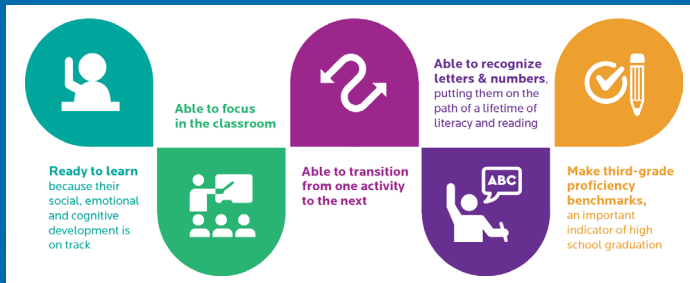 Ready to learn
because their
social, emotional
and cognitive
development is
on track
Able to focus
in the classroom
Able to transition
from one activity
to the next
Able to recognize
letters & numbers,
putting them on the
path of a lifetime of
literacy and reading
ABC
Make third-grade
proficiency
benchmarks,
an important
indicator of high
school graduation